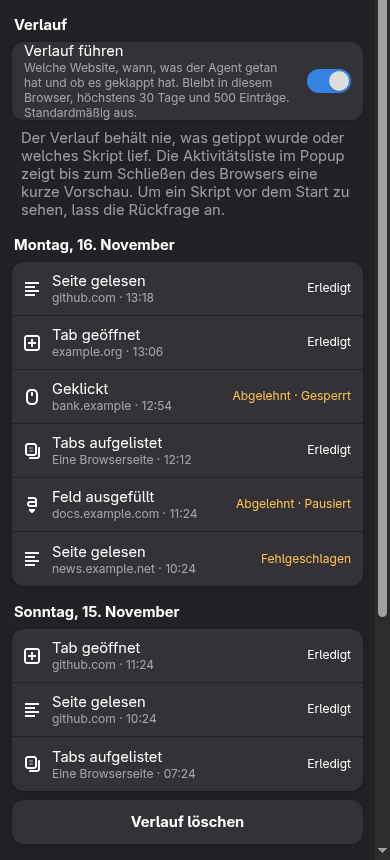 Verlauf
Verlauf führen
Welche Website, wann, was der Agent getan
hat und ob es geklappt hat. Bleibt in diesem
Browser, höchstens 30 Tage und 500 Einträge.
Standardmäßig aus.
Der Verlauf behält nie, was getippt wurde oder
welches Skript lief. Die Aktivitätsliste im Popup
zeigt bis zum Schließen des Browsers eine
kurze Vorschau. Um ein Skript vor dem Start zu
sehen, lass die Rückfrage an.
Montag, 16. November
Seite gelesen
github.com · 13:18
Erledigt
Tab geöffnet
example.org · 13:06
Erledigt
Geklickt
bank.example · 12:54
Abgelehnt · Gesperrt
Tabs aufgelistet
Eine Browserseite · 12:12
Erledigt
Feld ausgefüllt
docs.example.com · 11:24
Abgelehnt · Pausiert
Seite gelesen
news.example.net · 10:24
Fehlgeschlagen
Sonntag, 15. November
Tab geöffnet
github.com · 11:24
Erledigt
Seite gelesen
github.com · 10:24
Erledigt
Tabs aufgelistet
Eine Browserseite · 07:24
Erledigt
Verlauf löschen